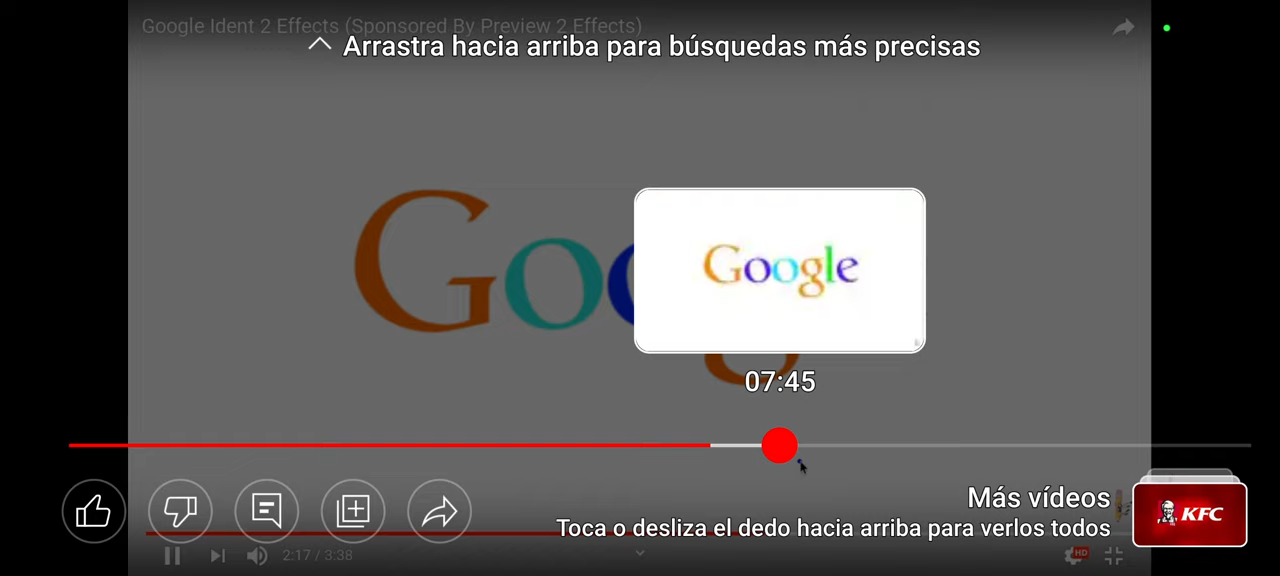 Google Ident 2 Effects (Sponsored By Preview 2 Effects)
Arrastra hacia arriba para búsquedas más precisas
Goo
g
Google
07:45
Más vídeos
Toca o desliza el dedo hacia arriba para verlos todos
KFC
2:17 / 3:38
HD